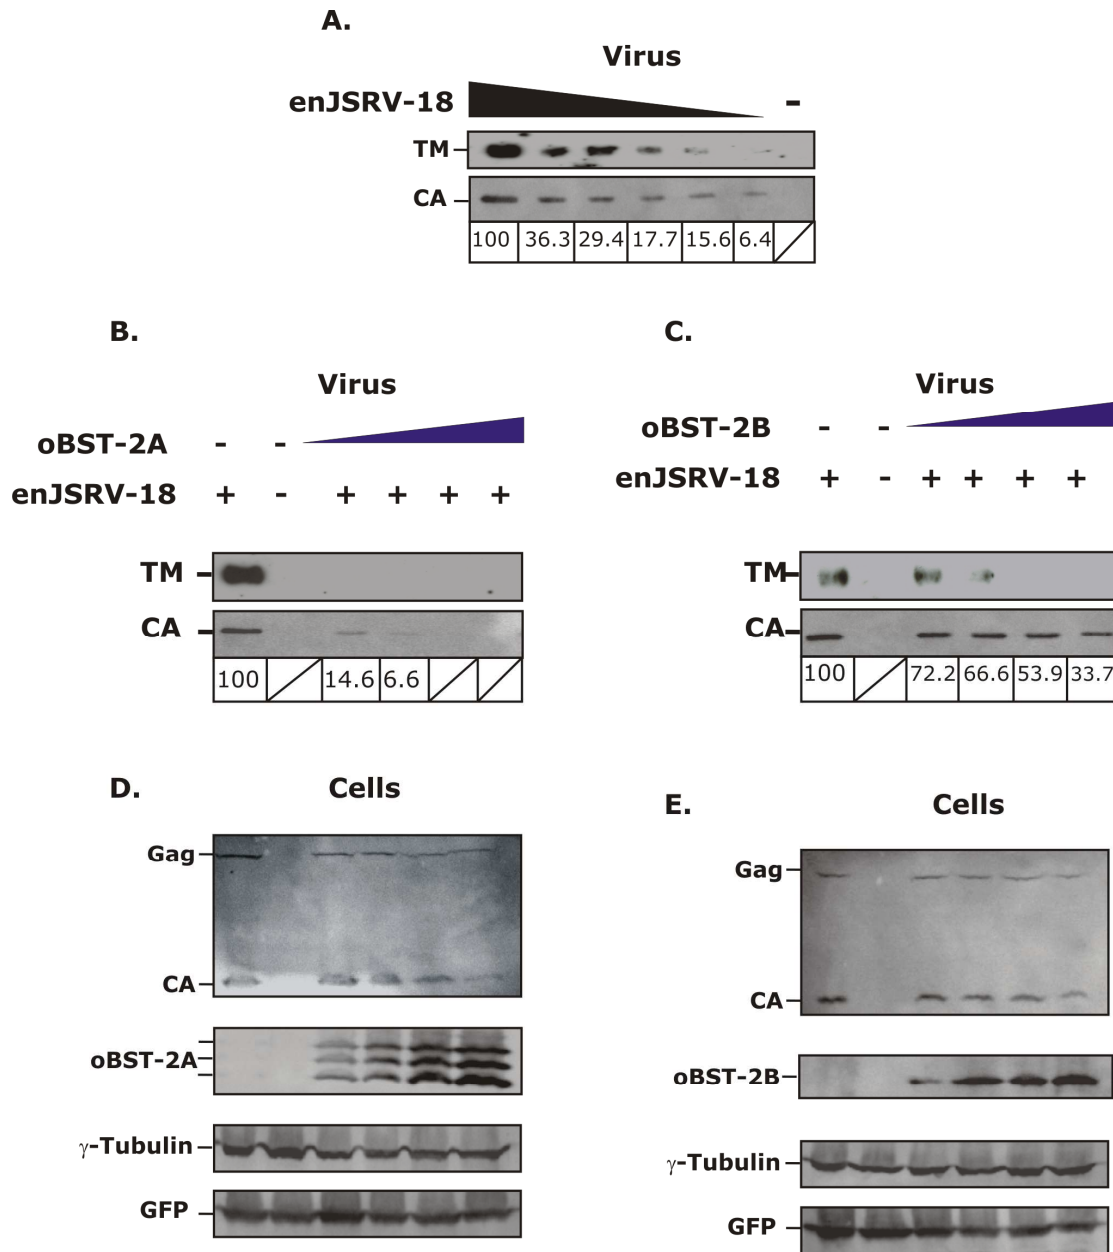 A.
Virus
enJSRV-18 -
TM
CA
100 36.3 29.4 17.7 15.6 6.4
B.
Virus
oBST-2A - -
enJSRV-18 + - + + + +
TM
CA
100 14.6 6.6
C.
Virus
oBST-2B - -
enJSRV-18 + - + + + +
TM
CA
100 72.2 66.6 53.9 33.7
D.
Cells
Gag
CA
oBST-2A
γ-Tubulin
GFP
E.
Cells
Gag
CA
oBST-2B
γ-Tubulin
GFP